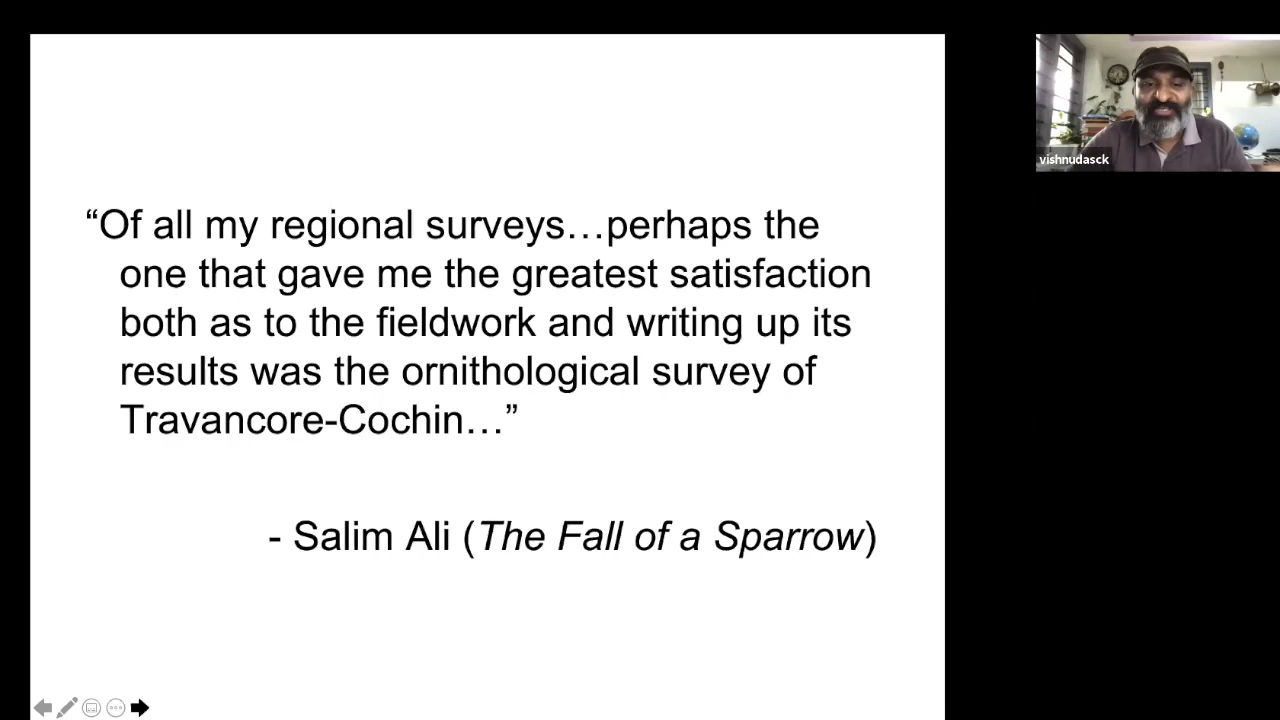 “Of all my regional surveys…perhaps the
one that gave me the greatest satisfaction
both as to the fieldwork and writing up its
results was the ornithological survey of
Travancore-Cochin…”
- Salim Ali (The Fall of a Sparrow)
vishnudasck